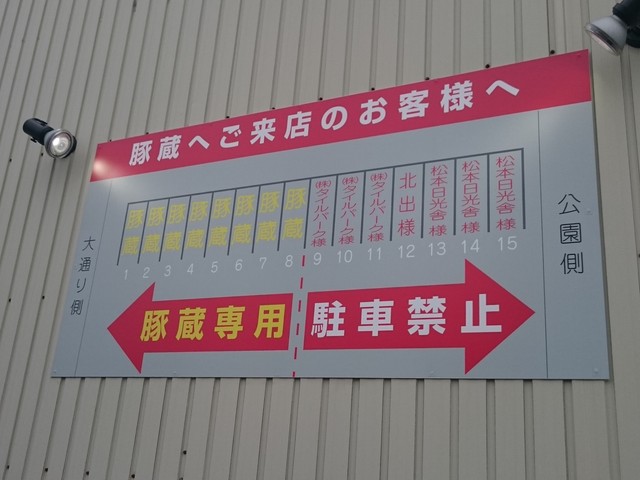 豚蔵へご来店のお客様へ
大通り側
豚蔵 豚蔵 豚蔵 豚蔵 豚蔵 豚蔵 豚蔵 豚蔵 ㈱タイルパーク様 ㈱タイルパーク様 ㈱タイルパーク様 北出様 松本日光舎様 松本日光舎様 松本日光舎様
1 2 3 4 5 6 7 8 9 10 11 12 13 14 15
公園側
豚蔵専用
駐車禁止